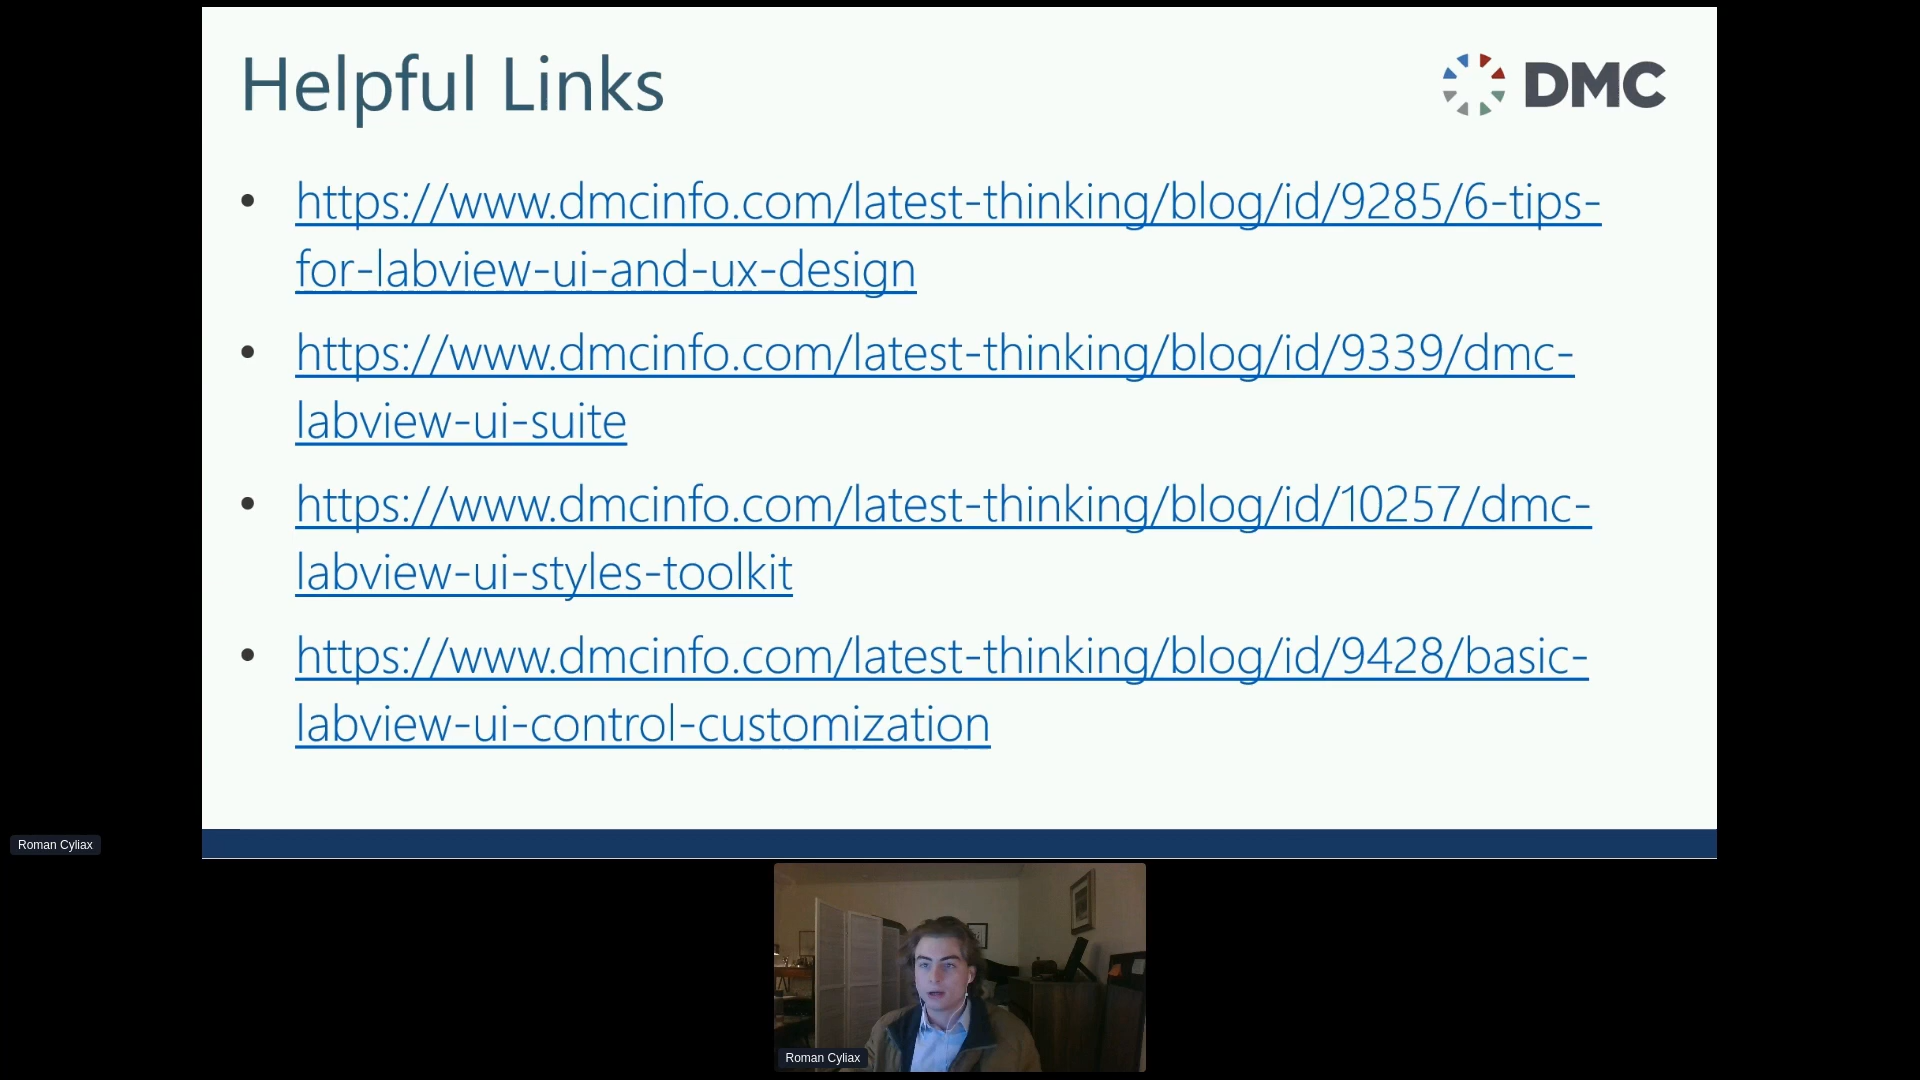 Helpful Links
DMC
• https://www.dmcinfo.com/latest-thinking/blog/id/9285/6-tips-
for-labview-ui-and-ux-design
• https://www.dmcinfo.com/latest-thinking/blog/id/9339/dmc-
labview-ui-suite
• https://www.dmcinfo.com/latest-thinking/blog/id/10257/dmc-
labview-ui-styles-toolkit
• https://www.dmcinfo.com/latest-thinking/blog/id/9428/basic-
labview-ui-control-customization
Roman Cyliax
Roman Cyliax